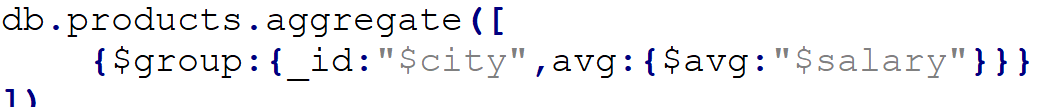 db.products.aggregate([
{$group:{_id:"$city",avg:{$avg:"$salary"}}}
])